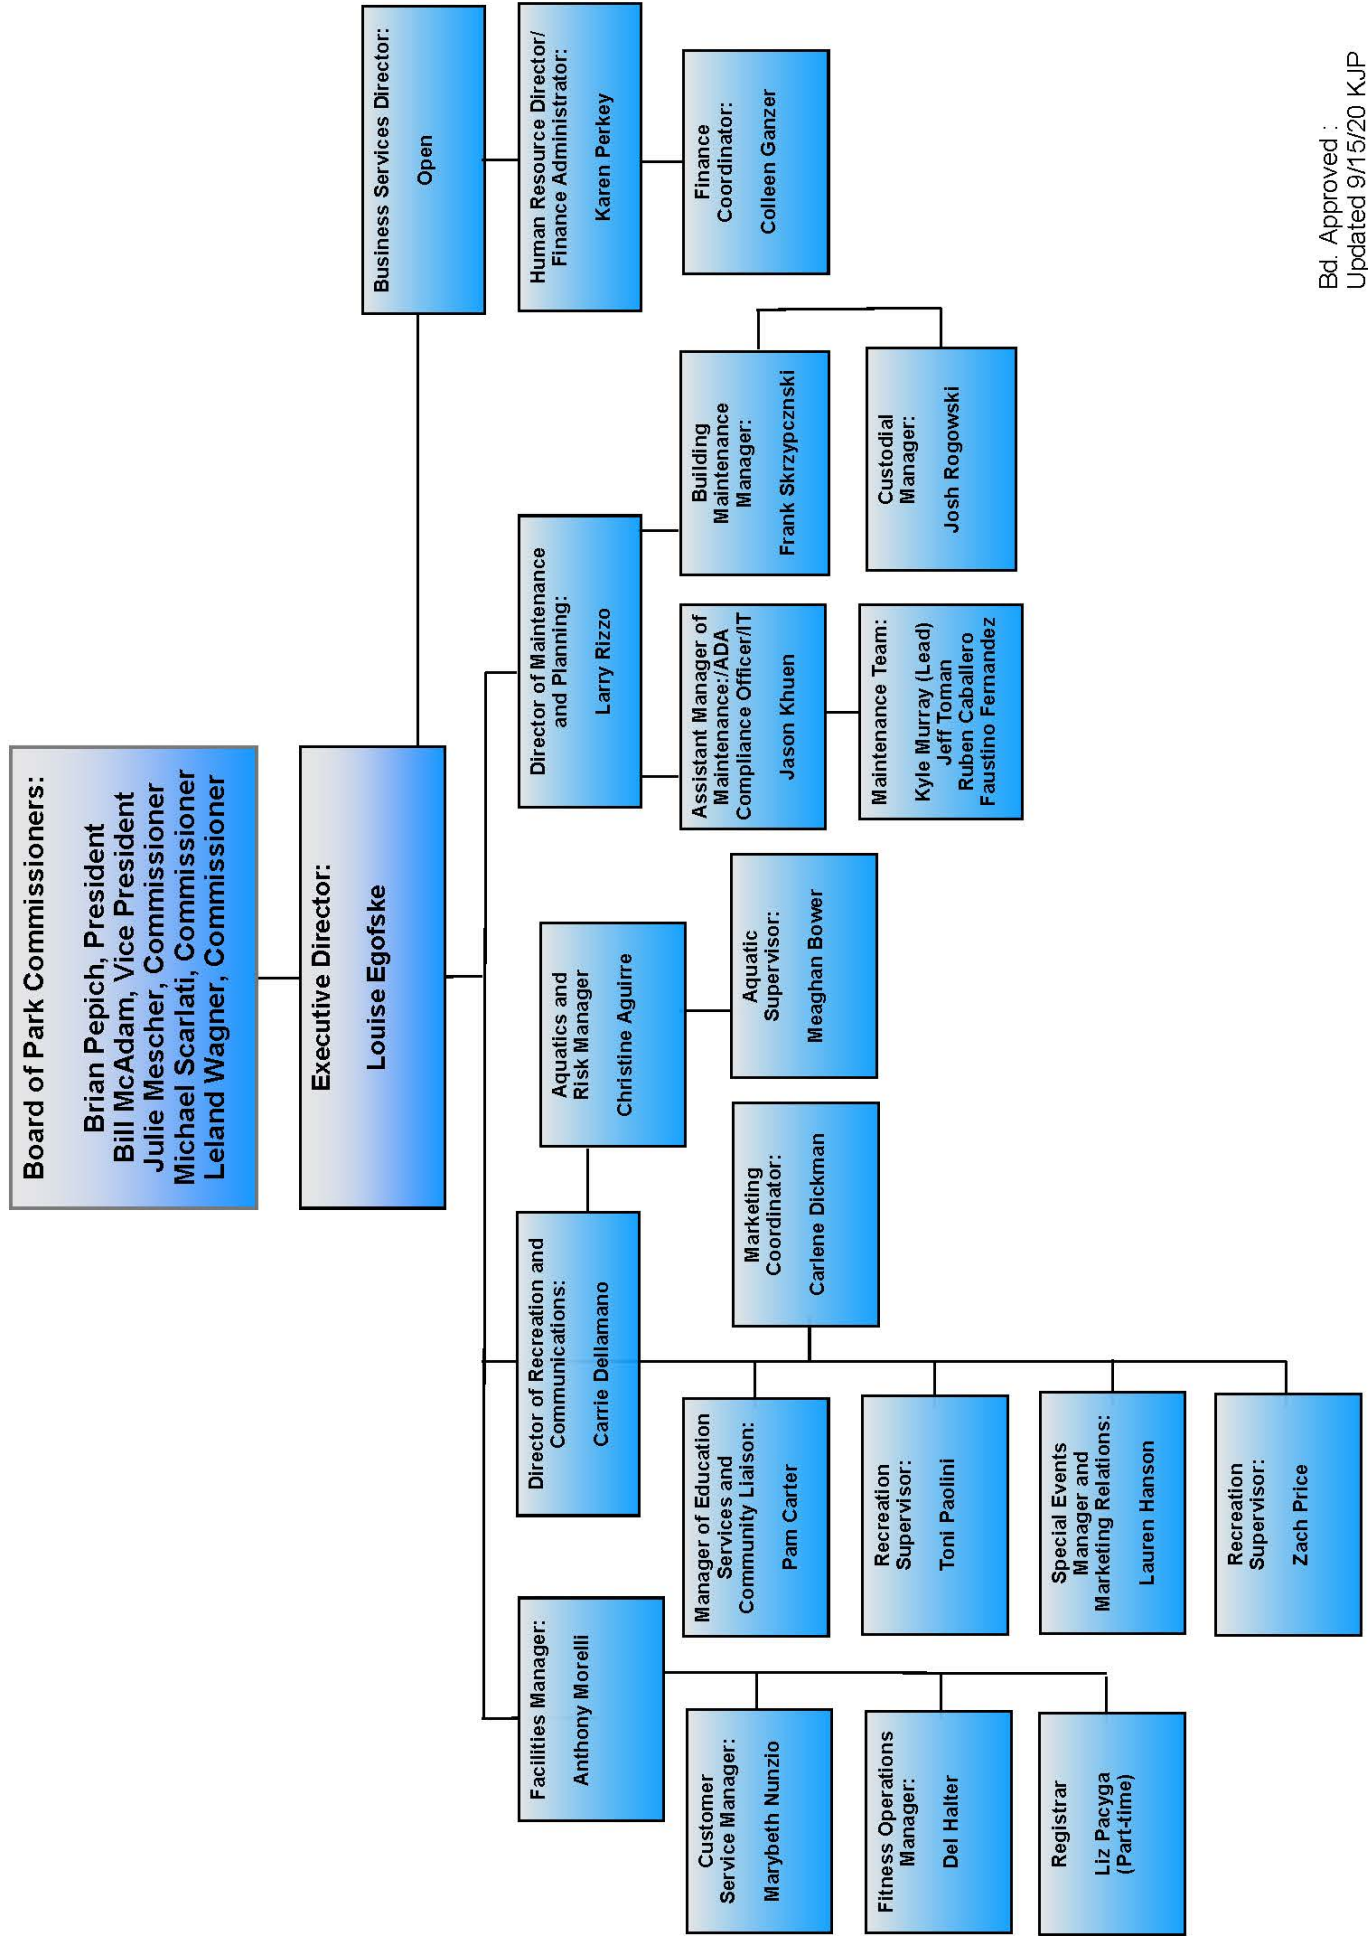 Board of Park Commissioners:
Brian Pepich, President
Bill McAdam, Vice President
Julie Mescher, Commissioner
Michael Scarlati, Commissioner
Leland Wagner, Commissioner
Executive Director:
Louise Egofske
Business Services Director:
Open
Facilities Manager:
Anthony Morelli
Director of Recreation and
Communications:
Carrie Dellamano
Aquatics and
Risk Manager
Christine Aguirre
Director of Maintenance
and Planning:
Larry Rizzo
Human Resource Director/
Finance Administrator:
Karen Perkey
Customer
Service Manager:
Marybeth Nunzio
Manager of Education
Services and
Community Liaison:
Pam Carter
Marketing
Coordinator:
Carlene Dickman
Aquatic
Supervisor:
Meaghan Bower
Assistant Manager of
Maintenance:/ADA
Compliance Officer/IT
Jason Khuen
Building
Maintenance
Manager:
Frank Skrzypcznski
Finance
Coordinator:
Colleen Ganzer
Fitness Operations
Manager:
Del Halter
Recreation
Supervisor:
Toni Paolini
Maintenance Team:
Kyle Murray (Lead)
Jeff Toman
Ruben Caballero
Faustino Fernandez
Custodial
Manager:
Josh Rogowski
Registrar
Liz Pacyga
(Part-time)
Special Events
Manager and
Marketing Relations:
Lauren Hanson
Recreation
Supervisor:
Zach Price
Bd. Approved :
Updated 9/15/20 KJP